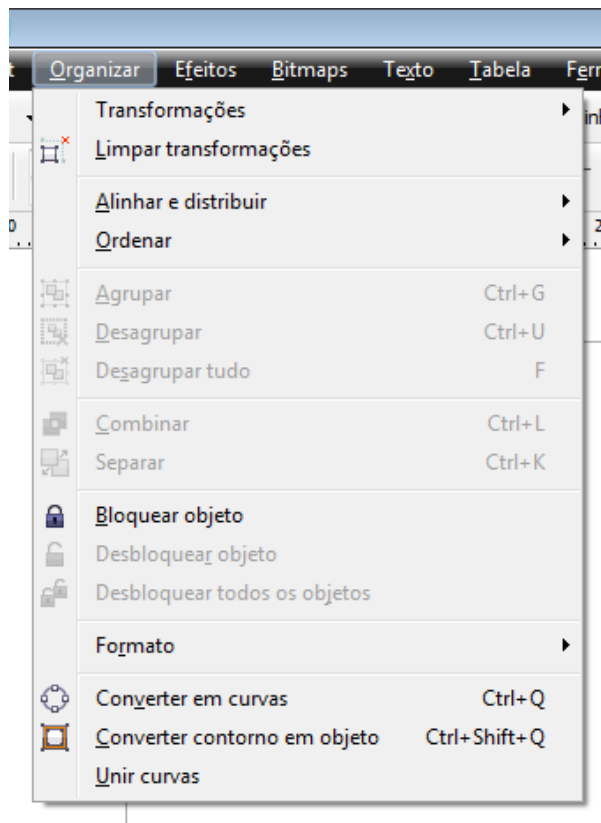 Organizar Efeitos Bitmaps Texto Tabela
Transformações
Limpar transformações
Alinhar e distribuir
Ordenar
Agrupar Ctrl+G
Desagrupar Ctrl+U
Desagrupar tudo F
Combinar Ctrl+L
Separar Ctrl+K
Bloquear objeto
Desbloquear objeto
Desbloquear todos os objetos
Formato
Converter em curvas Ctrl+Q
Converter contorno em objeto Ctrl+Shift+Q
Unir curvas